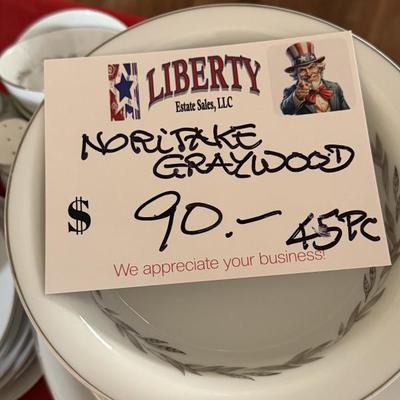 LIBERTY
Estate Sales, LLC
NORITAKE
GRAYWOOD
$ 90.- 45PC
We appreciate your business!